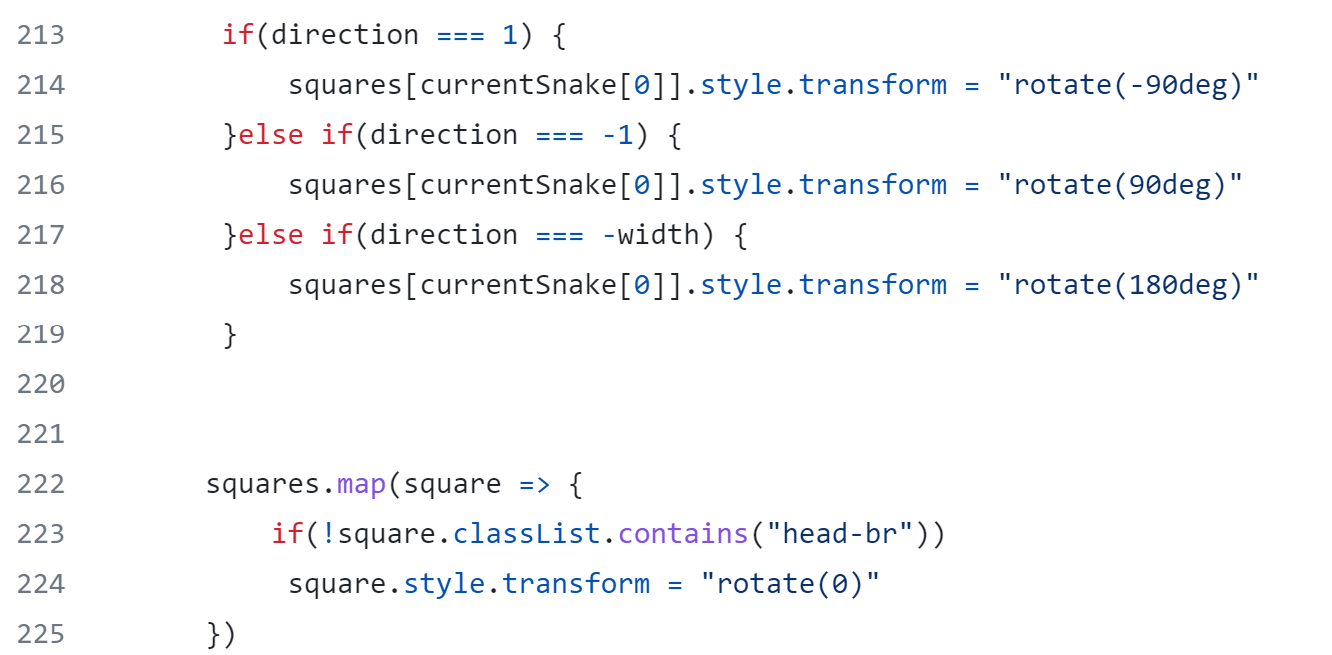 213 if(direction === 1) {
214 squares[currentSnake[0]].style.transform = "rotate(-90deg)"
215 }else if(direction === -1) {
216 squares[currentSnake[0]].style.transform = "rotate(90deg)"
217 }else if(direction === -width) {
218 squares[currentSnake[0]].style.transform = "rotate(180deg)"
219 }
220
221
222 squares.map(square => {
223 if(!square.classList.contains("head-br"))
224 square.style.transform = "rotate(0)"
225 })